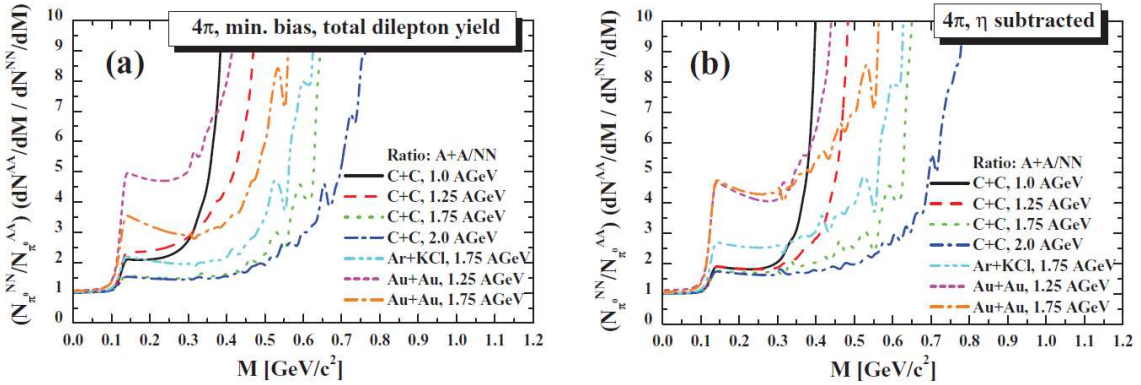 4π, min. bias, total dilepton yield
(a)
(N_π⁰^NN/N_π⁰^AA) (dN^AA/dM / dN^NN/dM)
10
9
8
7
6
5
4
3
2
1
0
Ratio: A+A/NN
C+C, 1.0 AGeV
C+C, 1.25 AGeV
C+C, 1.75 AGeV
C+C, 2.0 AGeV
Ar+KCl, 1.75 AGeV
Au+Au, 1.25 AGeV
Au+Au, 1.75 AGeV
0.0 0.1 0.2 0.3 0.4 0.5 0.6 0.7 0.8 0.9 1.0 1.1 1.2
M [GeV/c²]
4π, η subtracted
(b)
(N_π⁰^NN/N_π⁰^AA) (dN^AA/dM / dN^NN/dM)
10
9
8
7
6
5
4
3
2
1
0
Ratio: A+A/NN
C+C, 1.0 AGeV
C+C, 1.25 AGeV
C+C, 1.75 AGeV
C+C, 2.0 AGeV
Ar+KCl, 1.75 AGeV
Au+Au, 1.25 AGeV
Au+Au, 1.75 AGeV
0.0 0.1 0.2 0.3 0.4 0.5 0.6 0.7 0.8 0.9 1.0 1.1 1.2
M [GeV/c²]